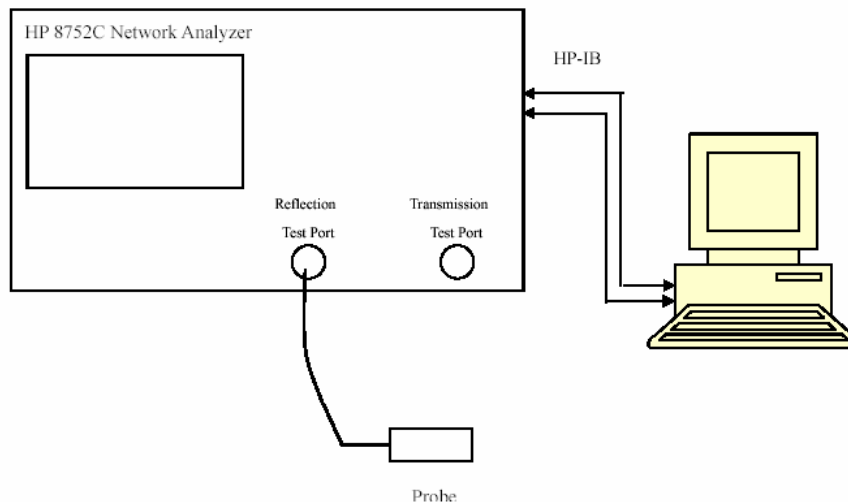 HP 8752C Network Analyzer
HP-IB
Reflection
Test Port
Transmission
Test Port
Probe